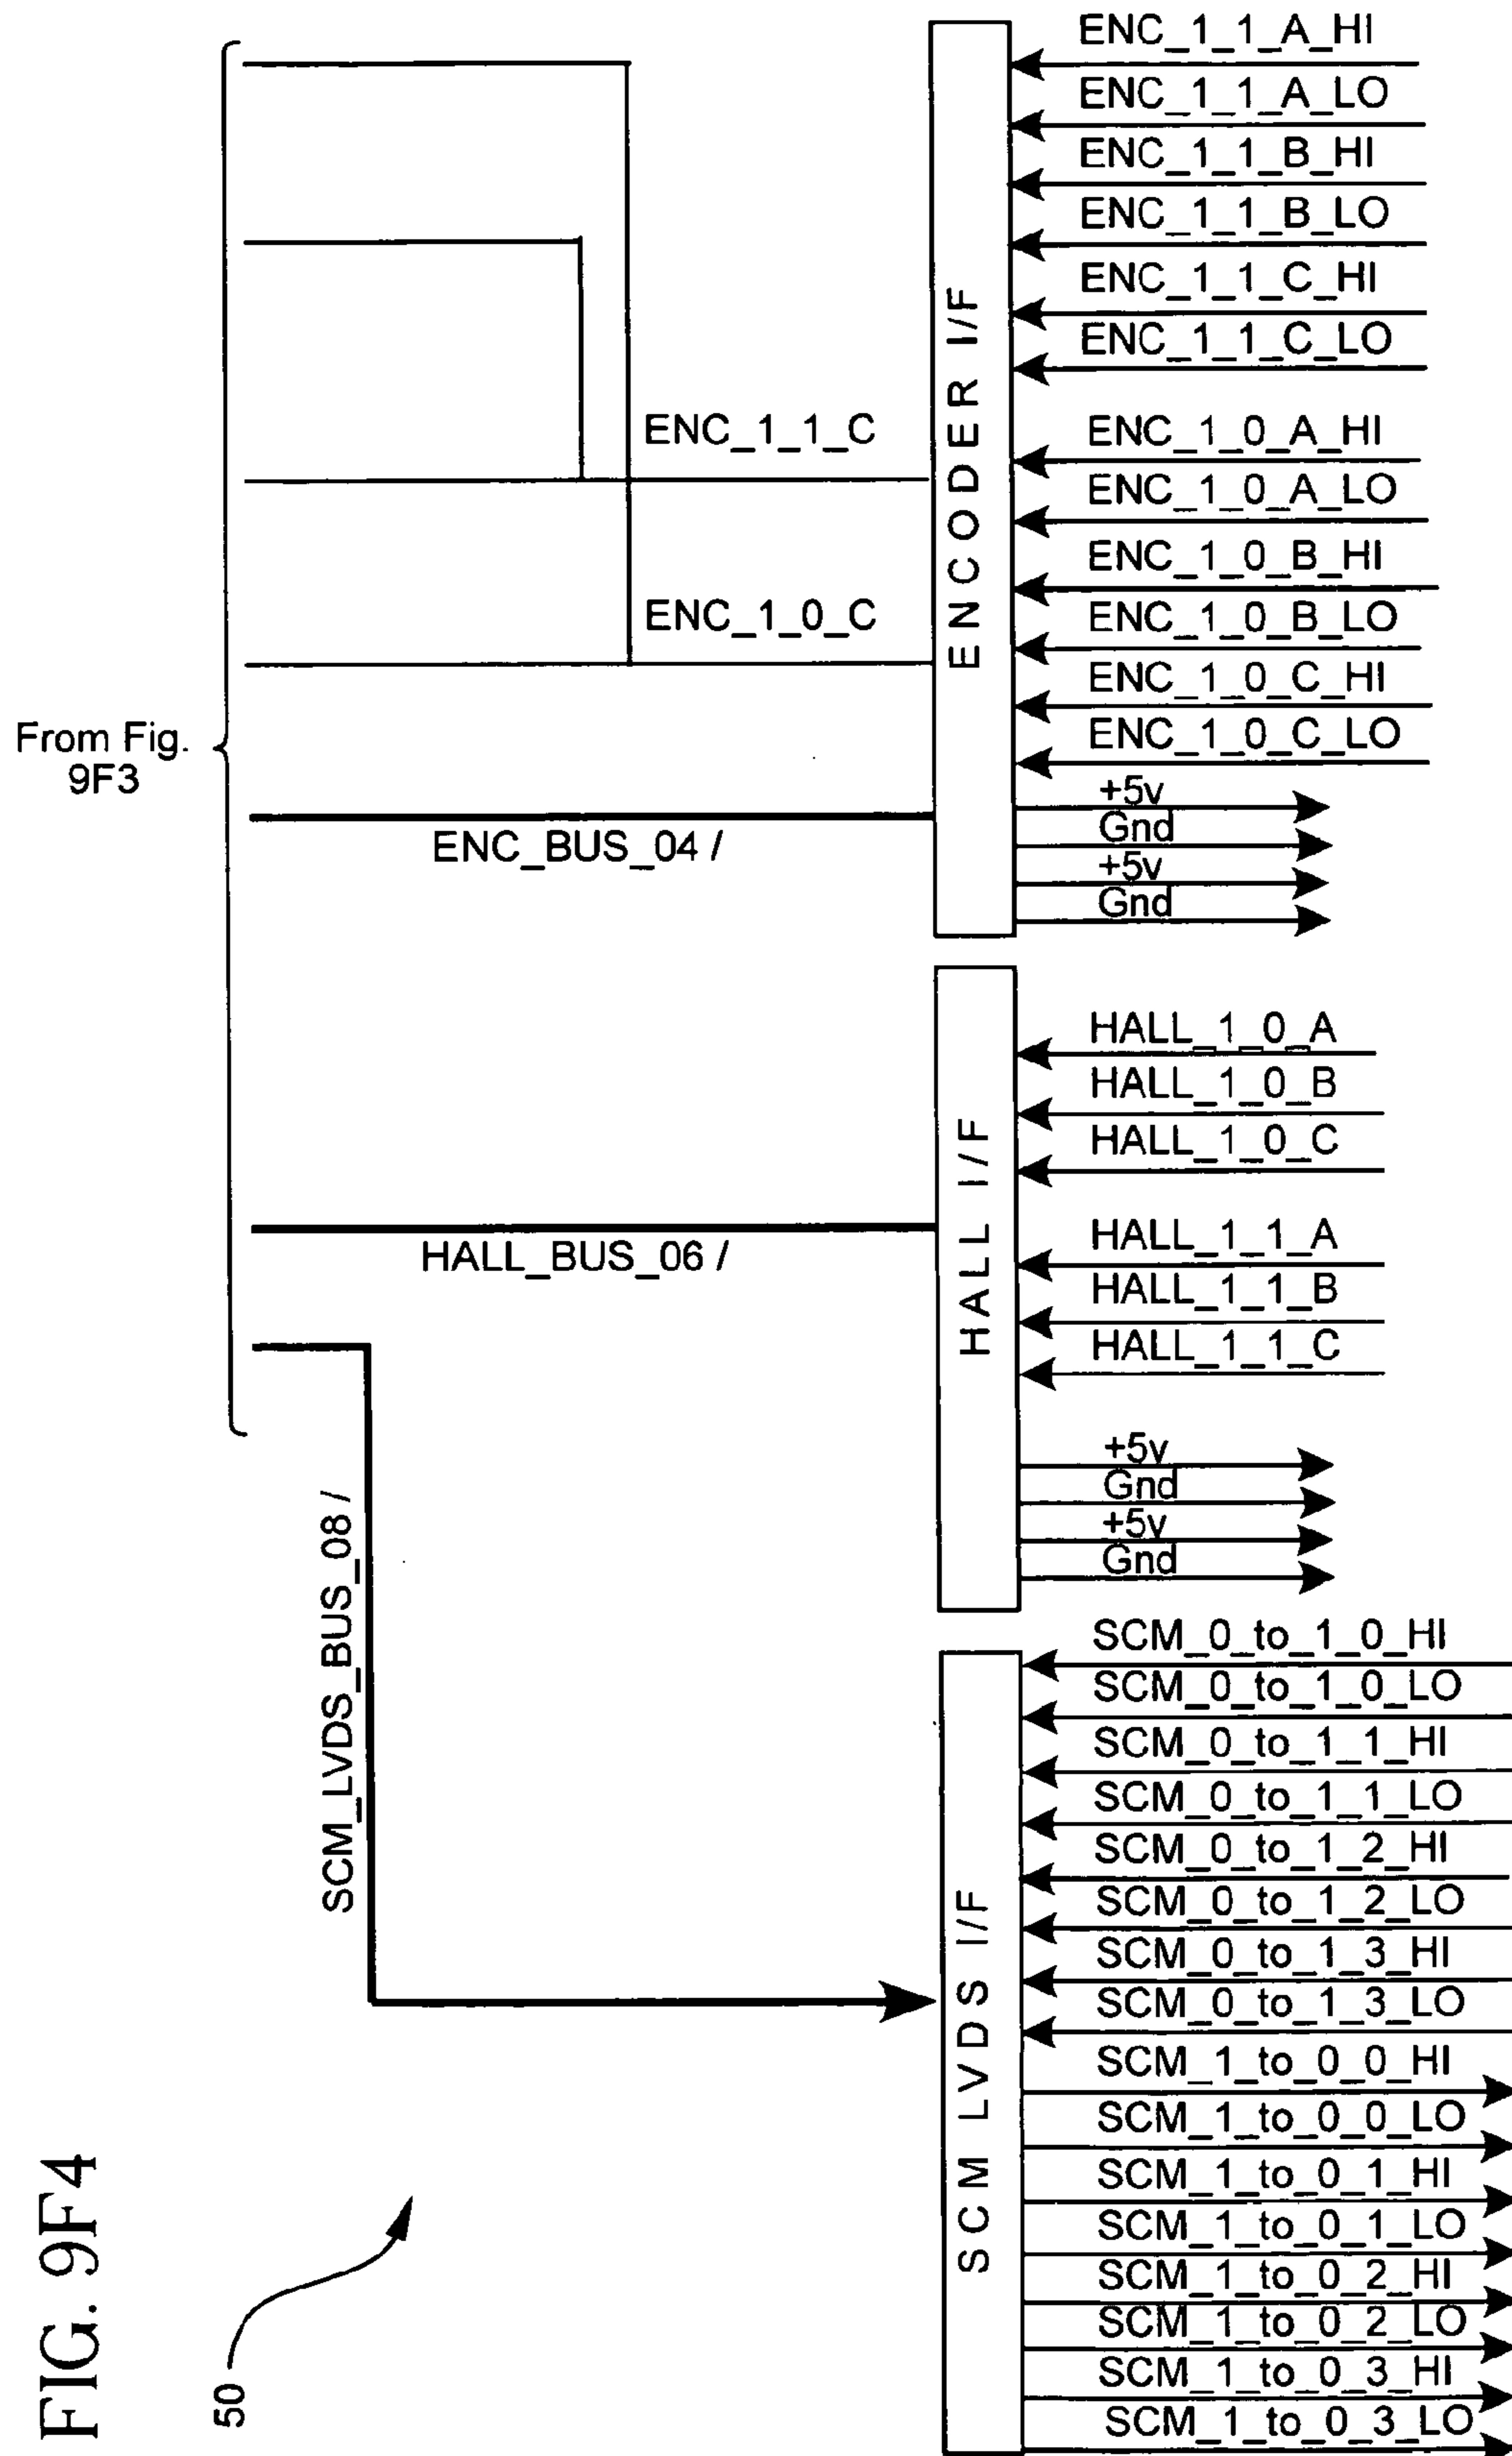 FIG. 9F4
50
From Fig.
9F3
ENC_1_1_C
ENC_1_0_C
ENC_BUS_04 /
HALL_BUS_06 /
SCM_LVDS_BUS_08 /
ENCODER I/F
ENC_1_1_A_HI
ENC_1_1_A_LO
ENC_1_1_B_HI
ENC_1_1_B_LO
ENC_1_1_C_HI
ENC_1_1_C_LO
ENC_1_0_A_HI
ENC_1_0_A_LO
ENC_1_0_B_HI
ENC_1_0_B_LO
ENC_1_0_C_HI
ENC_1_0_C_LO
+5v
Gnd
+5v
Gnd
HALL I/F
HALL_1_0_A
HALL_1_0_B
HALL_1_0_C
HALL_1_1_A
HALL_1_1_B
HALL_1_1_C
+5v
Gnd
+5v
Gnd
SCM LVDS I/F
SCM_0_to_1_0_HI
SCM_0_to_1_0_LO
SCM_0_to_1_1_HI
SCM_0_to_1_1_LO
SCM_0_to_1_2_HI
SCM_0_to_1_2_LO
SCM_0_to_1_3_HI
SCM_0_to_1_3_LO
SCM_1_to_0_0_HI
SCM_1_to_0_0_LO
SCM_1_to_0_1_HI
SCM_1_to_0_1_LO
SCM_1_to_0_2_HI
SCM_1_to_0_2_LO
SCM_1_to_0_3_HI
SCM_1_to_0_3_LO